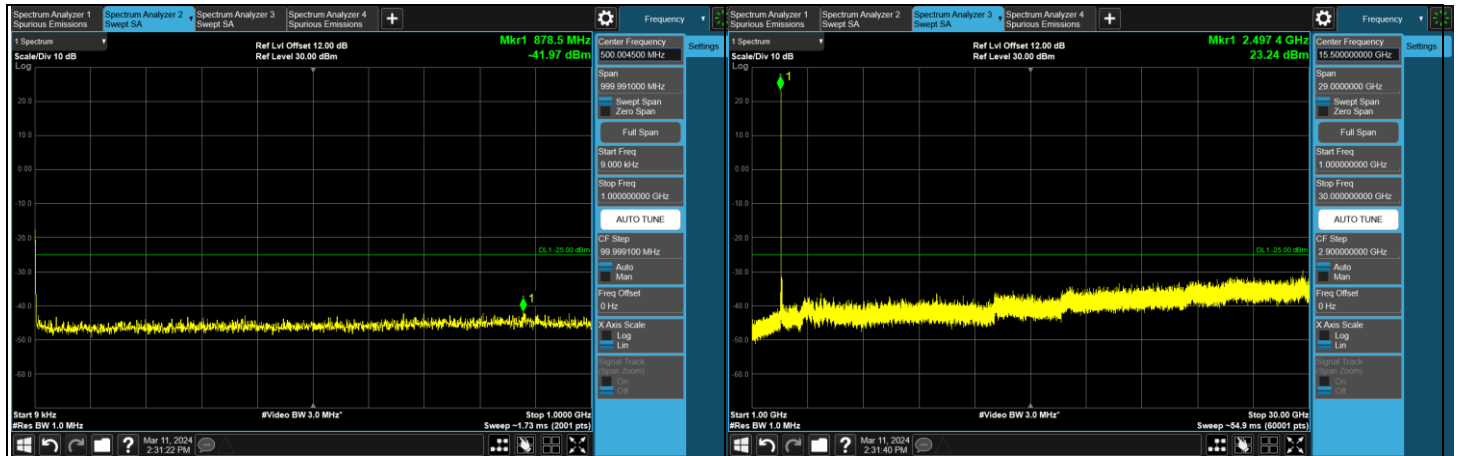 Spectrum Analyzer 1
Spurious Emissions
Spectrum Analyzer 2
Swept SA
Spectrum Analyzer 3
Swept SA
Spectrum Analyzer 4
Spurious Emissions
+
Frequency
1 Spectrum
Scale/Div 10 dB
Log
Ref Lvl Offset 12.00 dB
Ref Level 30.00 dBm
Mkr1 878.5 MHz
-41.97 dBm
20.0
10.0
0.00
-10.0
-20.0
-30.0
-40.0
-50.0
-60.0
DL1 -25.00 dBm
1
Start 9 kHz
#Res BW 1.0 MHz
#Video BW 3.0 MHz*
Stop 1.0000 GHz
Sweep ~1.73 ms (2001 pts)
Center Frequency
500.004500 MHz
Settings
Span
999.991000 MHz
Swept Span
Zero Span
Full Span
Start Freq
9.000 kHz
Stop Freq
1.000000000 GHz
AUTO TUNE
CF Step
99.999100 MHz
Auto
Man
Freq Offset
0 Hz
X Axis Scale
Log
Lin
Signal Track
(Span Zoom)
On
Off
?
Mar 11, 2024
2:31:22 PM
Spectrum Analyzer 1
Spurious Emissions
Spectrum Analyzer 2
Swept SA
Spectrum Analyzer 3
Swept SA
Spectrum Analyzer 4
Spurious Emissions
+
Frequency
1 Spectrum
Scale/Div 10 dB
Log
Ref Lvl Offset 12.00 dB
Ref Level 30.00 dBm
Mkr1 2.497 4 GHz
23.24 dBm
1
20.0
10.0
0.00
-10.0
-20.0
-30.0
-40.0
-50.0
-60.0
DL1 -25.00 dBm
Start 1.00 GHz
#Res BW 1.0 MHz
#Video BW 3.0 MHz*
Stop 30.00 GHz
Sweep ~54.9 ms (60001 pts)
Center Frequency
15.500000000 GHz
Settings
Span
29.0000000 GHz
Swept Span
Zero Span
Full Span
Start Freq
1.000000000 GHz
Stop Freq
30.00000000 GHz
AUTO TUNE
CF Step
2.900000000 GHz
Auto
Man
Freq Offset
0 Hz
X Axis Scale
Log
Lin
Signal Track
(Span Zoom)
On
Off
?
Mar 11, 2024
2:31:40 PM